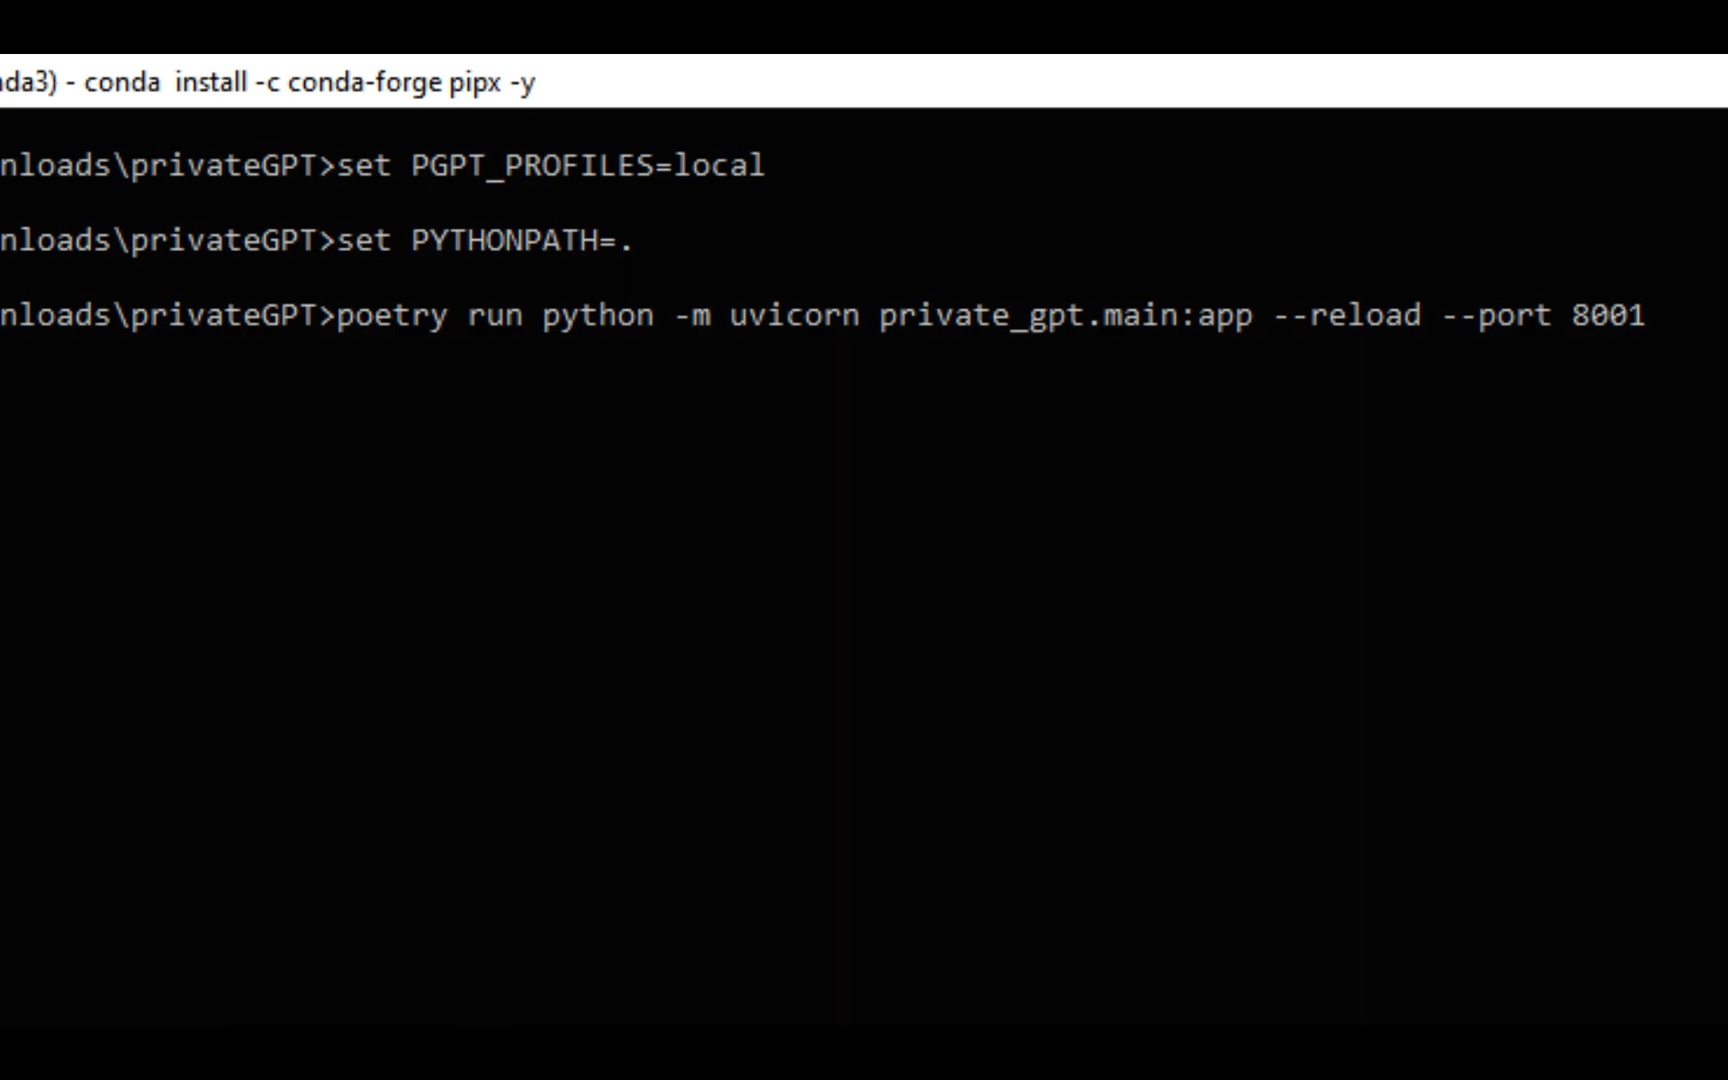 nda3) - conda  install -c conda-forge pipx -y
nloads\privateGPT>set PGPT_PROFILES=local
nloads\privateGPT>set PYTHONPATH=.
nloads\privateGPT>poetry run python -m uvicorn private_gpt.main:app --reload --port 8001